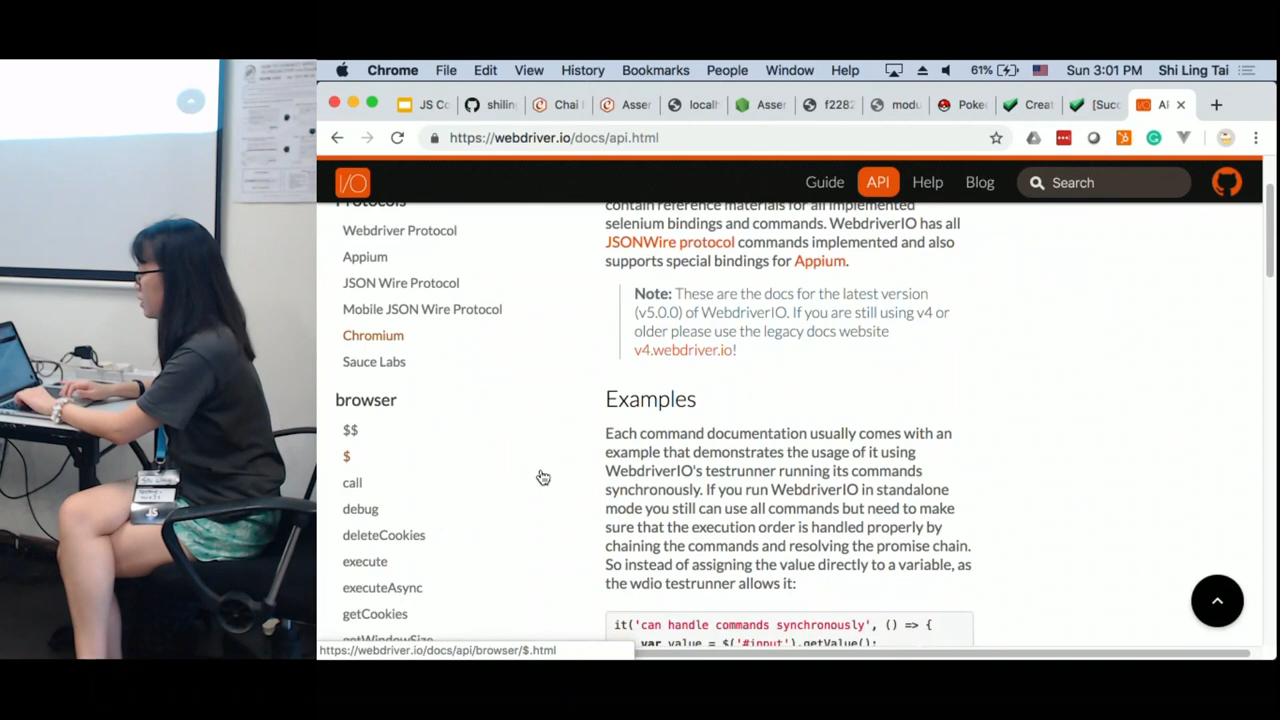 Chrome File Edit View History Bookmarks People Window Help 61% Sun 3:01 PM Shi Ling Tai
JS Co shiling Chai Asser localh Asser f2282 modu Poke Creat [Succ AI
https://webdriver.io/docs/api.html
I/O Guide API Help Blog Search
Protocols
Webdriver Protocol
Appium
JSON Wire Protocol
Mobile JSON Wire Protocol
Chromium
Sauce Labs
browser
$$
$
call
debug
deleteCookies
execute
executeAsync
getCookies
getWindowSize
contain reference materials for all implemented
selenium bindings and commands. WebdriverIO has all
JSONWire protocol commands implemented and also
supports special bindings for Appium.
Note: These are the docs for the latest version
(v5.0.0) of WebdriverIO. If you are still using v4 or
older please use the legacy docs website
v4.webdriver.io!
Examples
Each command documentation usually comes with an
example that demonstrates the usage of it using
WebdriverIO's testrunner running its commands
synchronously. If you run WebdriverIO in standalone
mode you still can use all commands but need to make
sure that the execution order is handled properly by
chaining the commands and resolving the promise chain.
So instead of assigning the value directly to a variable, as
the wdio testrunner allows it:
it('can handle commands synchronously', () => {
var value = $('#input').getValue();
https://webdriver.io/docs/api/browser/$.html
JS